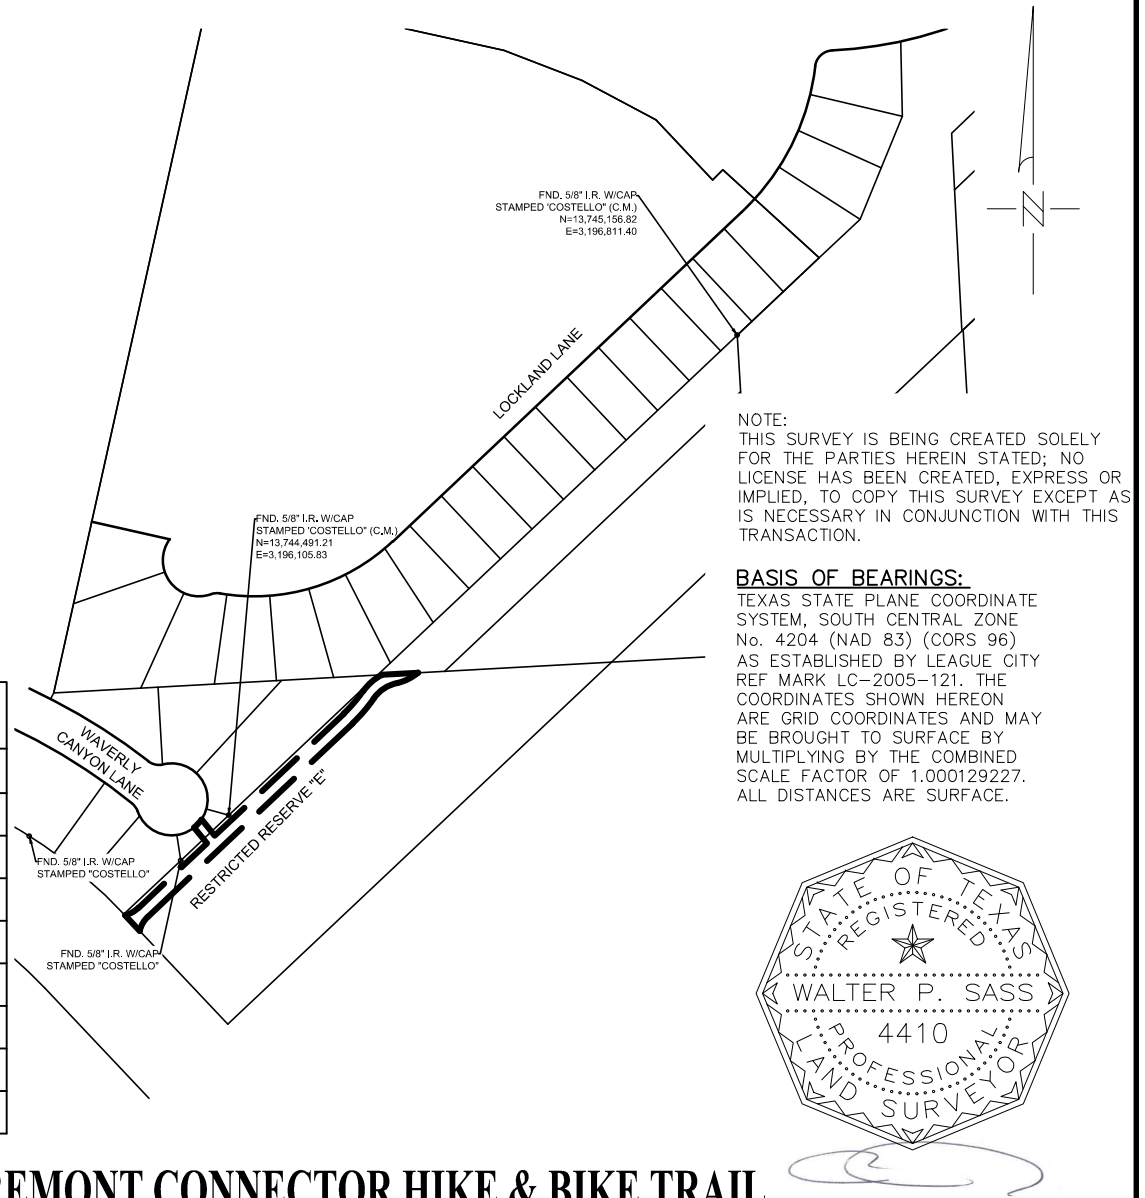 FND. 5/8" I.R. W/CAP
STAMPED 'COSTELLO" (C.M.)
N=13,745,156.82
E=3,196,811.40
N
LOCKLAND LANE
NOTE:
THIS SURVEY IS BEING CREATED SOLELY
FOR THE PARTIES HEREIN STATED; NO
LICENSE HAS BEEN CREATED, EXPRESS OR
IMPLIED, TO COPY THIS SURVEY EXCEPT AS
IS NECESSARY IN CONJUNCTION WITH THIS
TRANSACTION.
FND. 5/8" I.R. W/CAP
STAMPED 'COSTELLO" (C.M.)
N=13,744,491.21
E=3,196,105.83
BASIS OF BEARINGS:
TEXAS STATE PLANE COORDINATE
SYSTEM, SOUTH CENTRAL ZONE
No. 4204 (NAD 83) (CORS 96)
AS ESTABLISHED BY LEAGUE CITY
REF MARK LC-2005-121. THE
COORDINATES SHOWN HEREON
ARE GRID COORDINATES AND MAY
BE BROUGHT TO SURFACE BY
MULTIPLYING BY THE COMBINED
SCALE FACTOR OF 1.000129227.
ALL DISTANCES ARE SURFACE.
WAVERLY
CANYON LANE
RESTRICTED RESERVE "E"
FND. 5/8" I.R. W/CAP
STAMPED "COSTELLO"
FND. 5/8" I.R. W/CAP
STAMPED "COSTELLO"
STATE OF TEXAS
REGISTERED
WALTER P. SASS
4410
PROFESSIONAL
LAND SURVEYOR
REMONT CONNECTOR HIKE & BIKE TRAIL